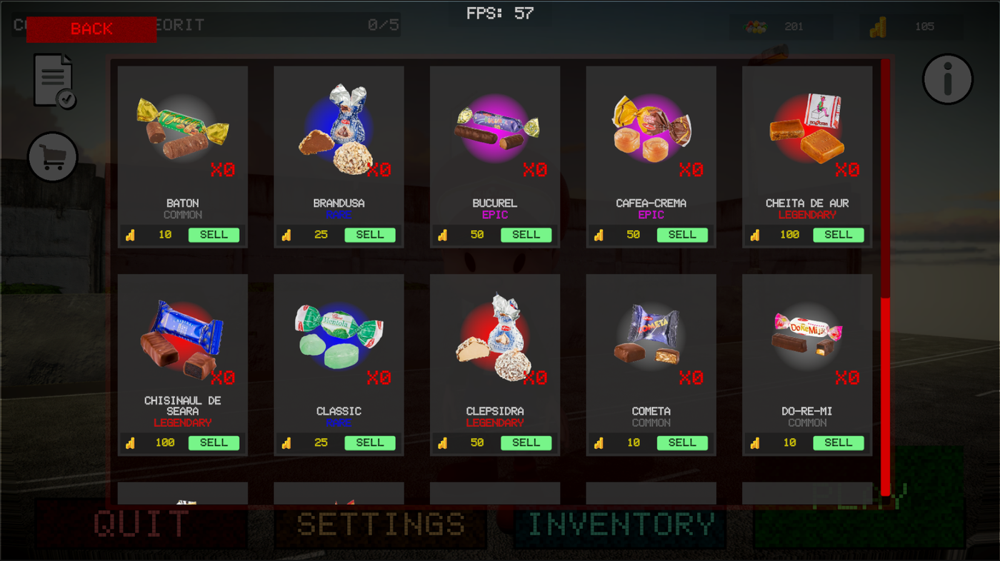 FPS: 57
BACK
EORIT
0/5
201
105
X0
X0
X0
X0
X0
BATON
COMMON
BRANDUSA
RARE
BUCUREL
EPIC
CAFEA-CREMA
EPIC
CHEITA DE AUR
LEGENDARY
10 SELL
25 SELL
50 SELL
50 SELL
100 SELL
Mentola
COMETA
DoReMi
X0
X0
X0
X0
X0
CHISINAUL DE
SEARA
LEGENDARY
CLASSIC
RARE
CLEPSIDRA
LEGENDARY
COMETA
COMMON
DO-RE-MI
COMMON
100 SELL
25 SELL
50 SELL
10 SELL
10 SELL
PLAY
QUIT
SETTINGS
INVENTORY